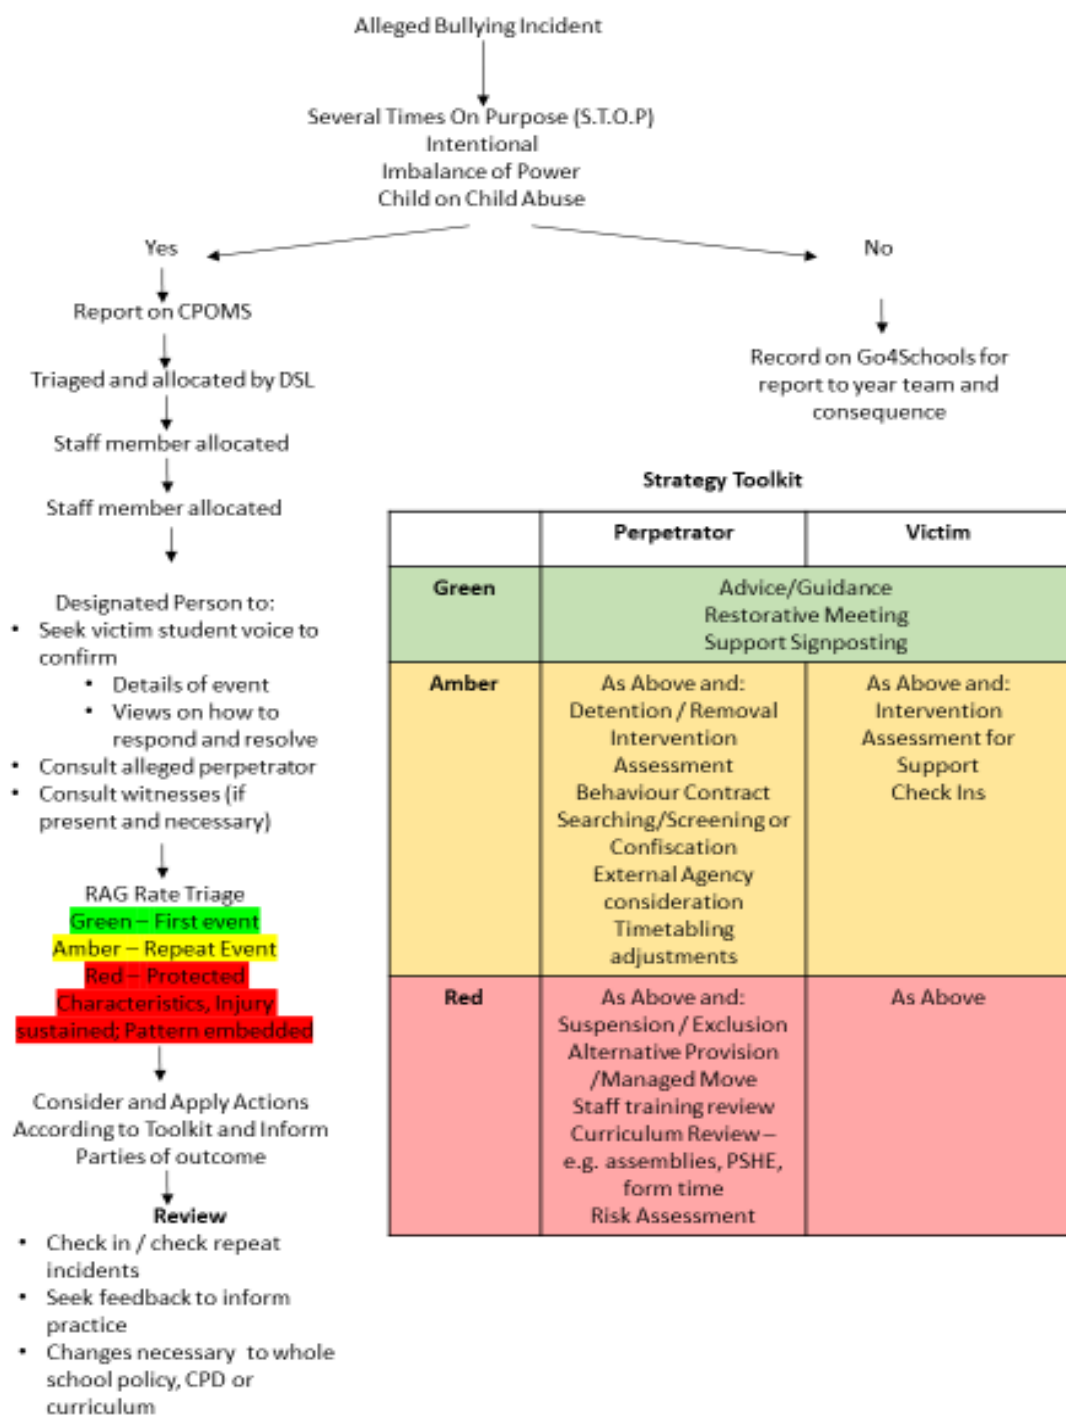 Alleged Bullying Incident
Several Times On Purpose (S.T.O.P)
Intentional
Imbalance of Power
Child on Child Abuse
Yes
No
Report on CPOMS
Triaged and allocated by DSL
Staff member allocated
Staff member allocated
Designated Person to:
• Seek victim student voice to
confirm
• Details of event
• Views on how to
respond and resolve
• Consult alleged perpetrator
• Consult witnesses (if
present and necessary)
RAG Rate Triage
Green – First event
Amber – Repeat Event
Red – Protected
Characteristics, Injury
sustained; Pattern embedded
Consider and Apply Actions
According to Toolkit and Inform
Parties of outcome
Review
• Check in / check repeat
incidents
• Seek feedback to inform
practice
• Changes necessary to whole
school policy, CPD or
curriculum
Record on Go4Schools for
report to year team and
consequence
Strategy Toolkit
Perpetrator
Victim
Green
Advice/Guidance
Restorative Meeting
Support Signposting
Amber
As Above and:
Detention / Removal
Intervention
Assessment
Behaviour Contract
Searching/Screening or
Confiscation
External Agency
consideration
Timetabling
adjustments
As Above and:
Intervention
Assessment for
Support
Check Ins
Red
As Above and:
Suspension / Exclusion
Alternative Provision
/Managed Move
Staff training review
Curriculum Review –
e.g. assemblies, PSHE,
form time
Risk Assessment
As Above